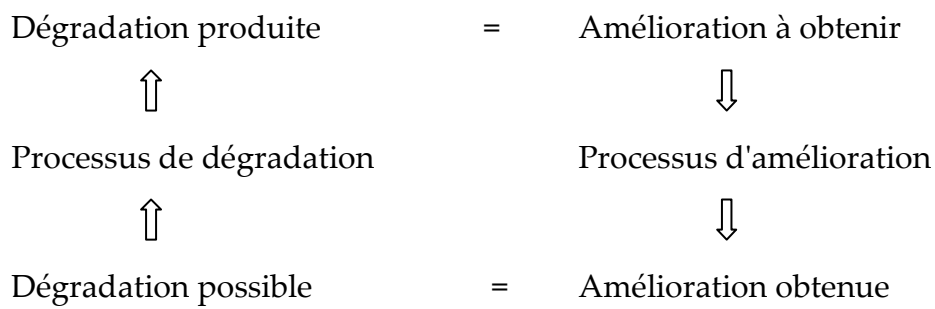 Dégradation produite = Amélioration à obtenir
⇧ ⇩
Processus de dégradation Processus d'amélioration
⇧ ⇩
Dégradation possible = Amélioration obtenue